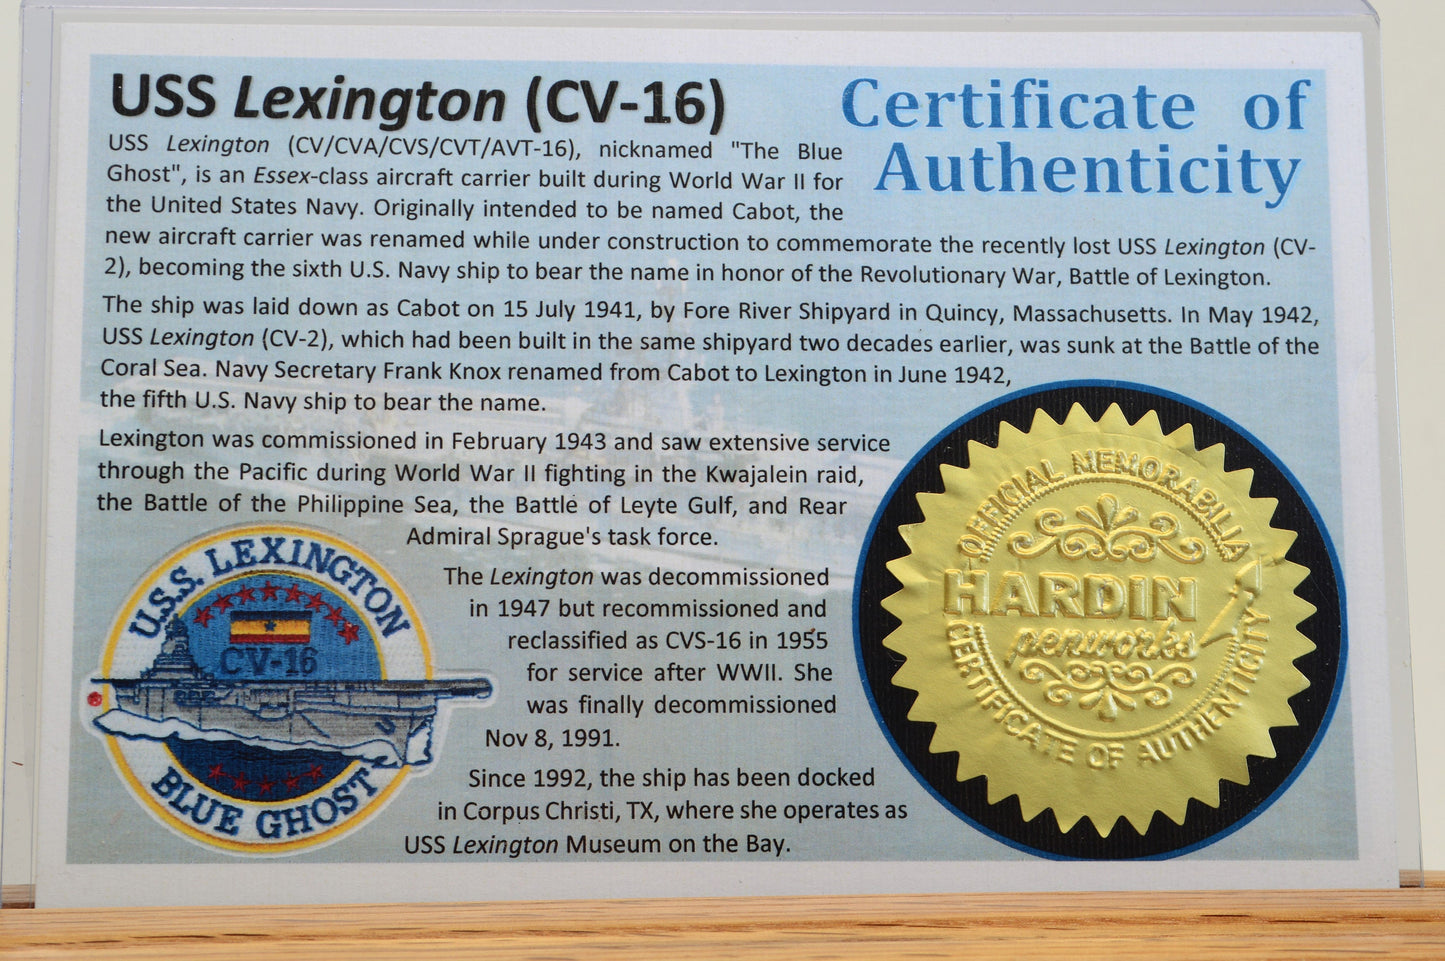 USS Lexington (CV-16)
Certificate of
Authenticity
USS Lexington (CV/CVA/CVS/CVT/AVT-16), nicknamed "The Blue
Ghost", is an Essex-class aircraft carrier built during World War II for
the United States Navy. Originally intended to be named Cabot, the
new aircraft carrier was renamed while under construction to commemorate the recently lost USS Lexington (CV-
2), becoming the sixth U.S. Navy ship to bear the name in honor of the Revolutionary War, Battle of Lexington.
The ship was laid down as Cabot on 15 July 1941, by Fore River Shipyard in Quincy, Massachusetts. In May 1942,
USS Lexington (CV-2), which had been built in the same shipyard two decades earlier, was sunk at the Battle of the
Coral Sea. Navy Secretary Frank Knox renamed from Cabot to Lexington in June 1942,
the fifth U.S. Navy ship to bear the name.
Lexington was commissioned in February 1943 and saw extensive service
through the Pacific during World War II fighting in the Kwajalein raid,
the Battle of the Philippine Sea, the Battle of Leyte Gulf, and Rear
Admiral Sprague's task force.
The Lexington was decommissioned
in 1947 but recommissioned and
reclassified as CVS-16 in 1955
for service after WWII. She
was finally decommissioned
Nov 8, 1991.
Since 1992, the ship has been docked
in Corpus Christi, TX, where she operates as
USS Lexington Museum on the Bay.
U.S.S. LEXINGTON
CV-16
BLUE GHOST
OFFICIAL MEMORABILIA
HARDIN
penworks
CERTIFICATE OF AUTHENTICITY